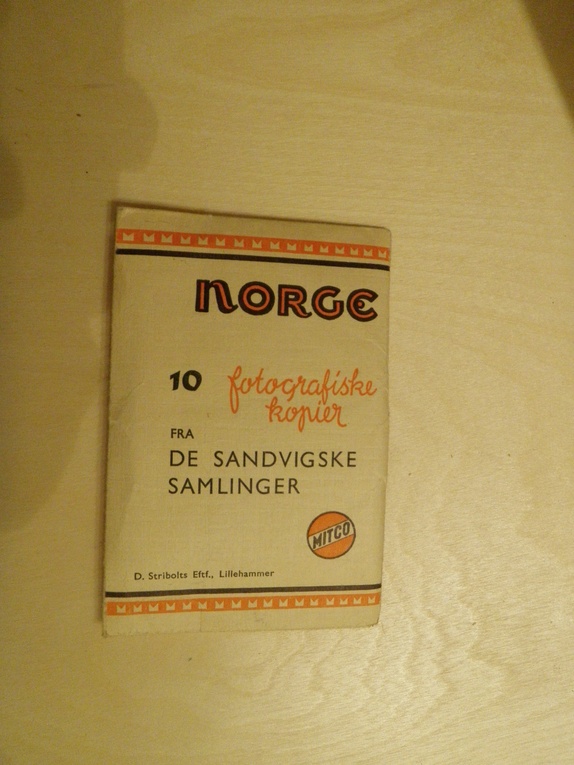 NORGE
10 fotografiske
kopier
FRA
DE SANDVIGSKE
SAMLINGER
MITCO
D. Stribolts Eftf., Lillehammer